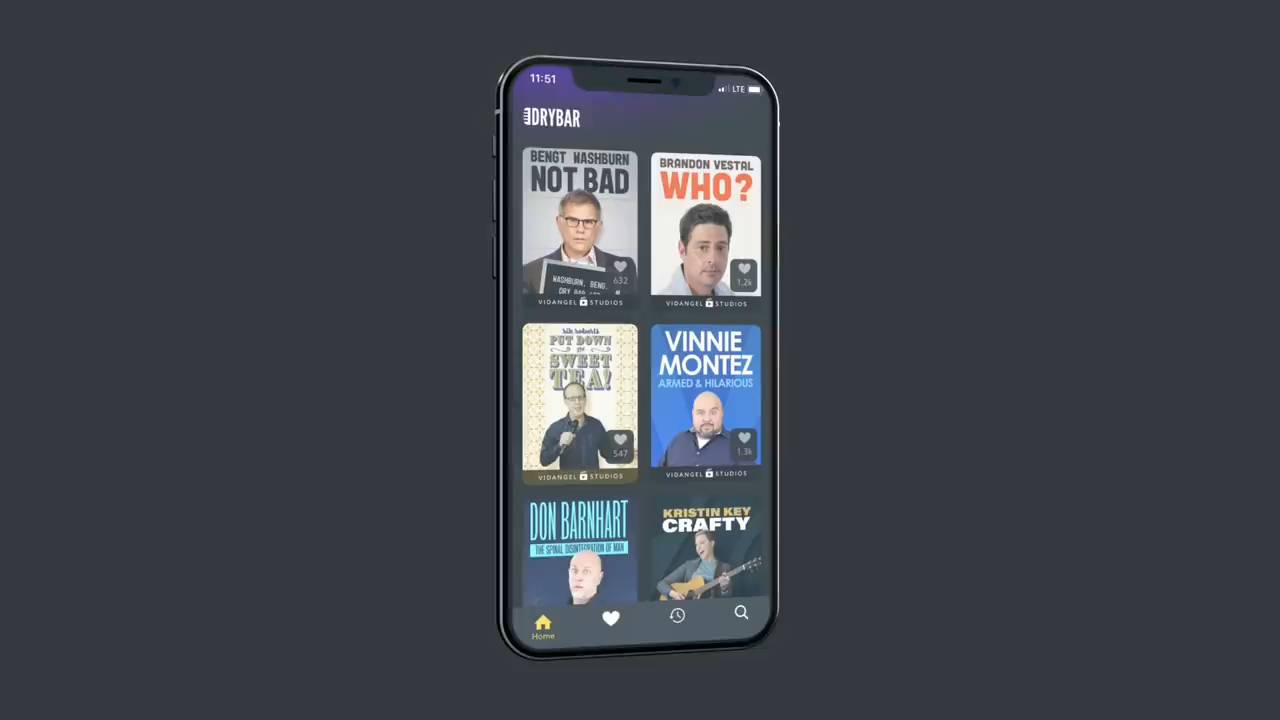 11:51
LTE
DRYBAR
BENGT WASHBURN
NOT BAD
WASHBURN, BENG.
632
VIDANGEL STUDIOS
BRANDON VESTAL
WHO?
1.2k
VIDANGEL STUDIOS
PUT DOWN
SWEET
TEA!
547
VIDANGEL STUDIOS
VINNIE
MONTEZ
ARMED & HILARIOUS
1.3k
VIDANGEL STUDIOS
DON BARNHART
THE SPINAL DISINTEGRATION OF MAN
KRISTIN KEY
CRAFTY
Home